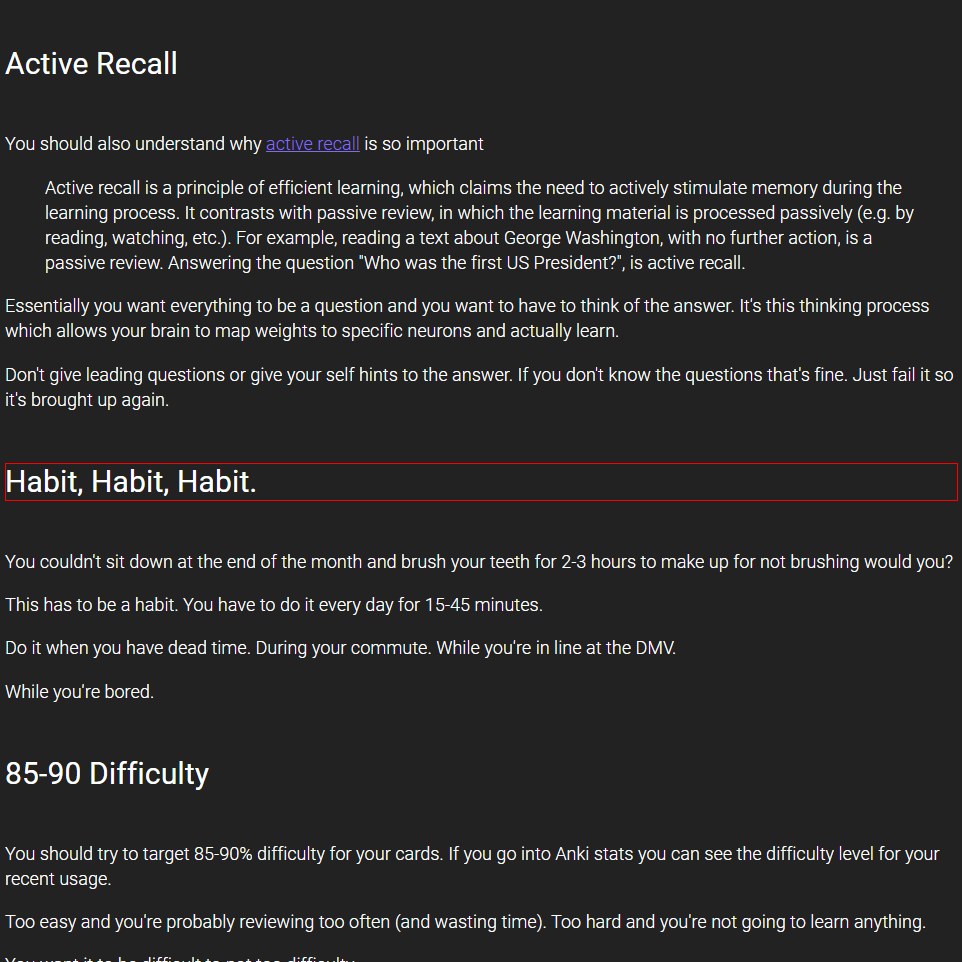 Active Recall
You should also understand why active recall is so important
Active recall is a principle of efficient learning, which claims the need to actively stimulate memory during the
learning process. It contrasts with passive review, in which the learning material is processed passively (e.g. by
reading, watching, etc.). For example, reading a text about George Washington, with no further action, is a
passive review. Answering the question "Who was the first US President?", is active recall.
Essentially you want everything to be a question and you want to have to think of the answer. It's this thinking process
which allows your brain to map weights to specific neurons and actually learn.
Don't give leading questions or give your self hints to the answer. If you don't know the questions that's fine. Just fail it so
it's brought up again.
Habit, Habit, Habit.
You couldn't sit down at the end of the month and brush your teeth for 2-3 hours to make up for not brushing would you?
This has to be a habit. You have to do it every day for 15-45 minutes.
Do it when you have dead time. During your commute. While you're in line at the DMV.
While you're bored.
85-90 Difficulty
You should try to target 85-90% difficulty for your cards. If you go into Anki stats you can see the difficulty level for your
recent usage.
Too easy and you're probably reviewing too often (and wasting time). Too hard and you're not going to learn anything.
You want it to be difficult to not too difficulty